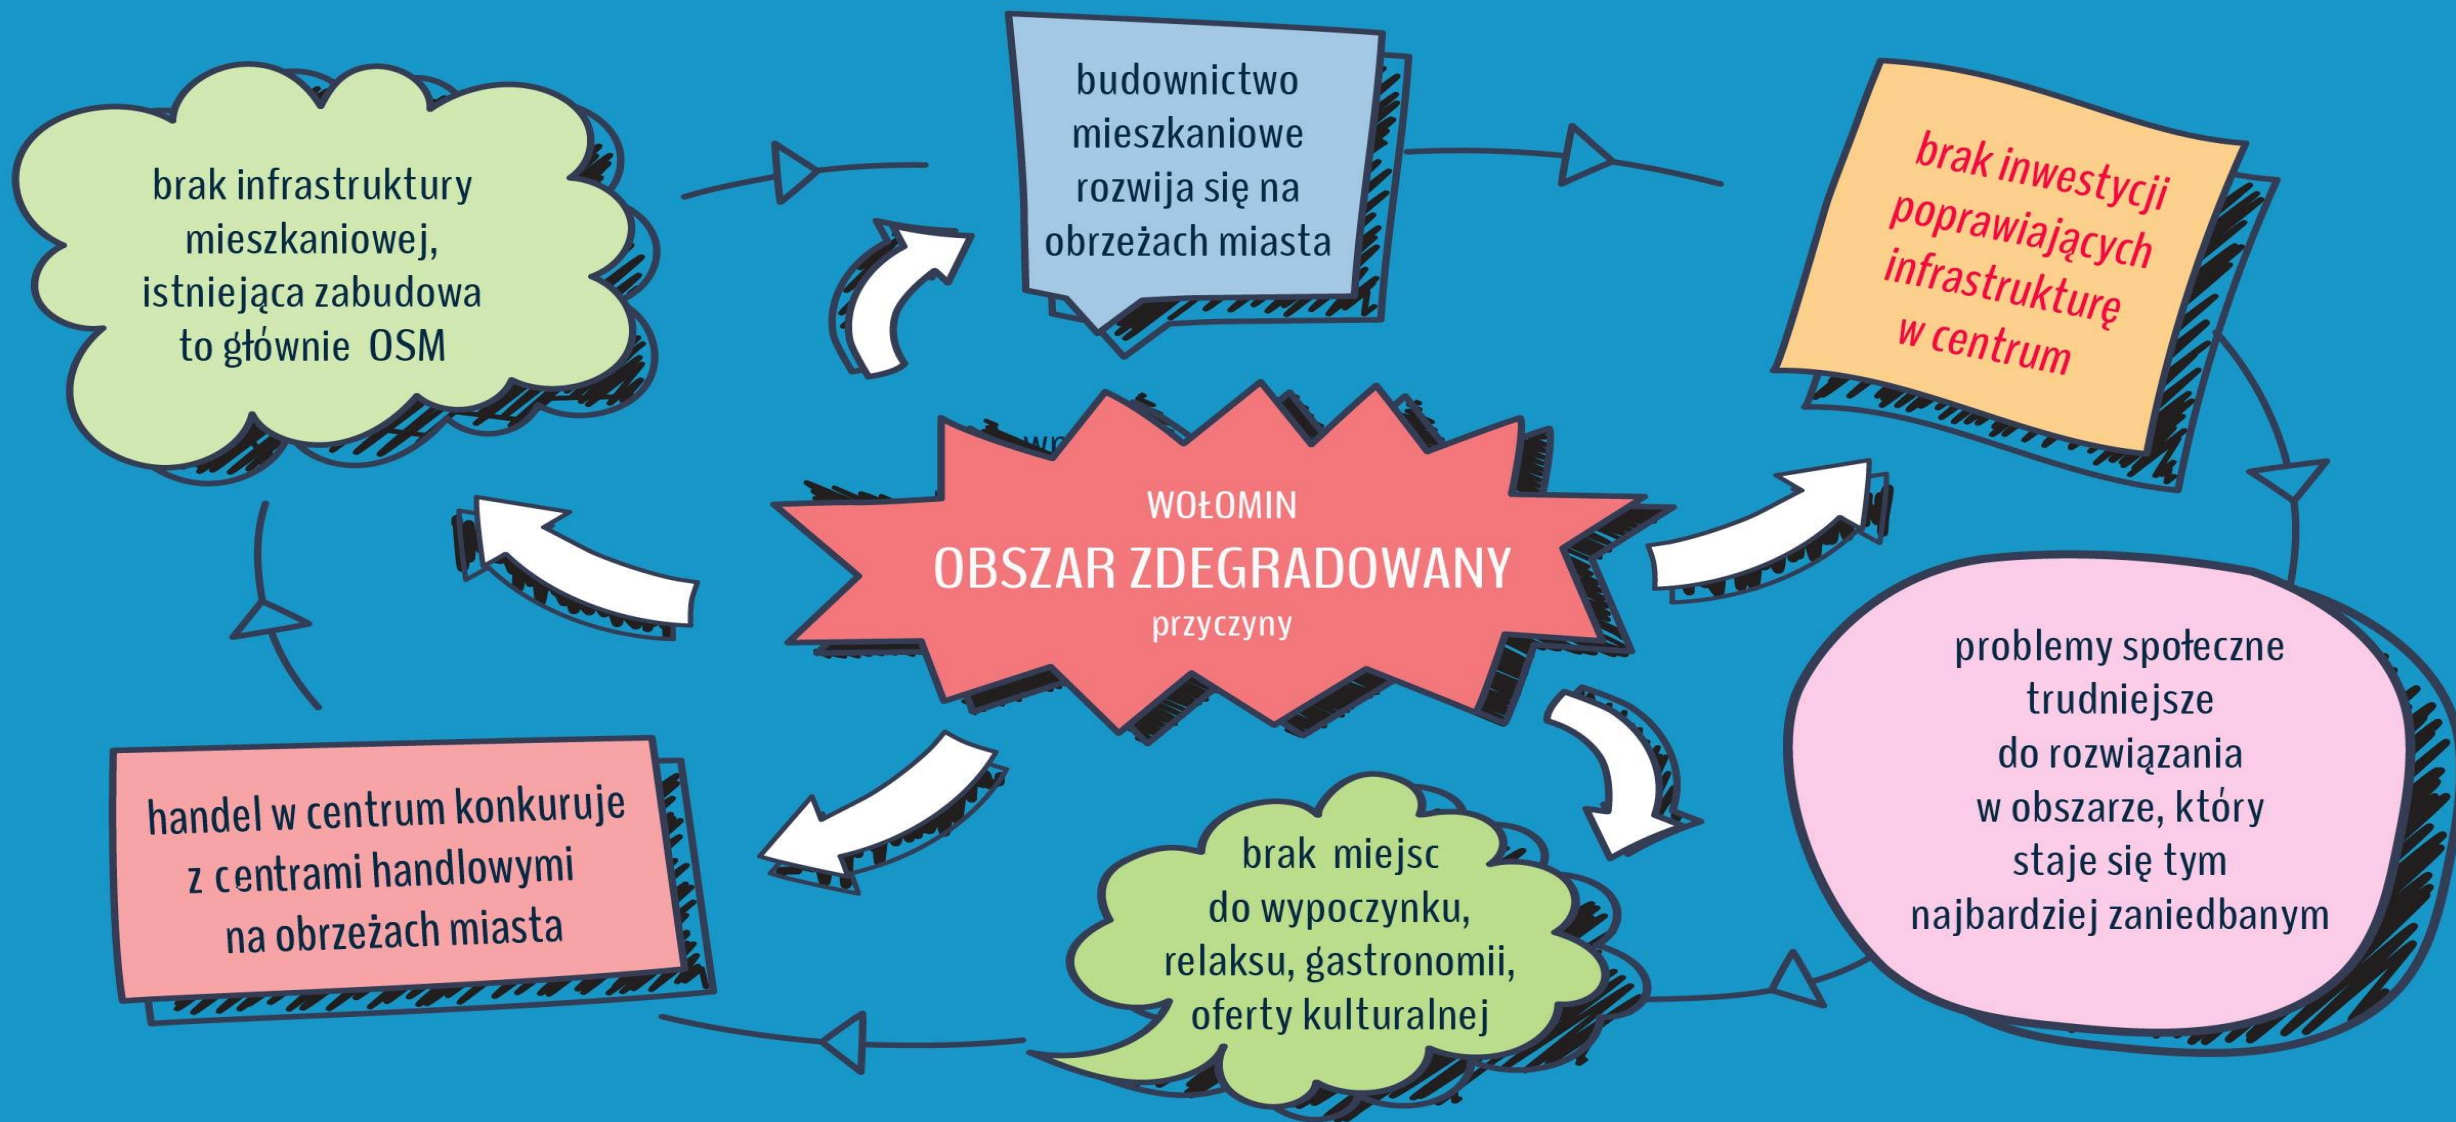 brak infrastruktury
mieszkaniowej,
istniejąca zabudowa
to głównie OSM
budownictwo
mieszkaniowe
rozwija się na
obrzeżach miasta
brak inwestycji
poprawiających
infrastrukturę
w centrum
WOŁOMIN
OBSZAR ZDEGRADOWANY
przyczyny
problemy społeczne
trudniejsze
do rozwiązania
w obszarze, który
staje się tym
najbardziej zaniedbanym
brak miejsc
do wypoczynku,
relaksu, gastronomii,
oferty kulturalnej
handel w centrum konkuruje
z centrami handlowymi
na obrzeżach miasta